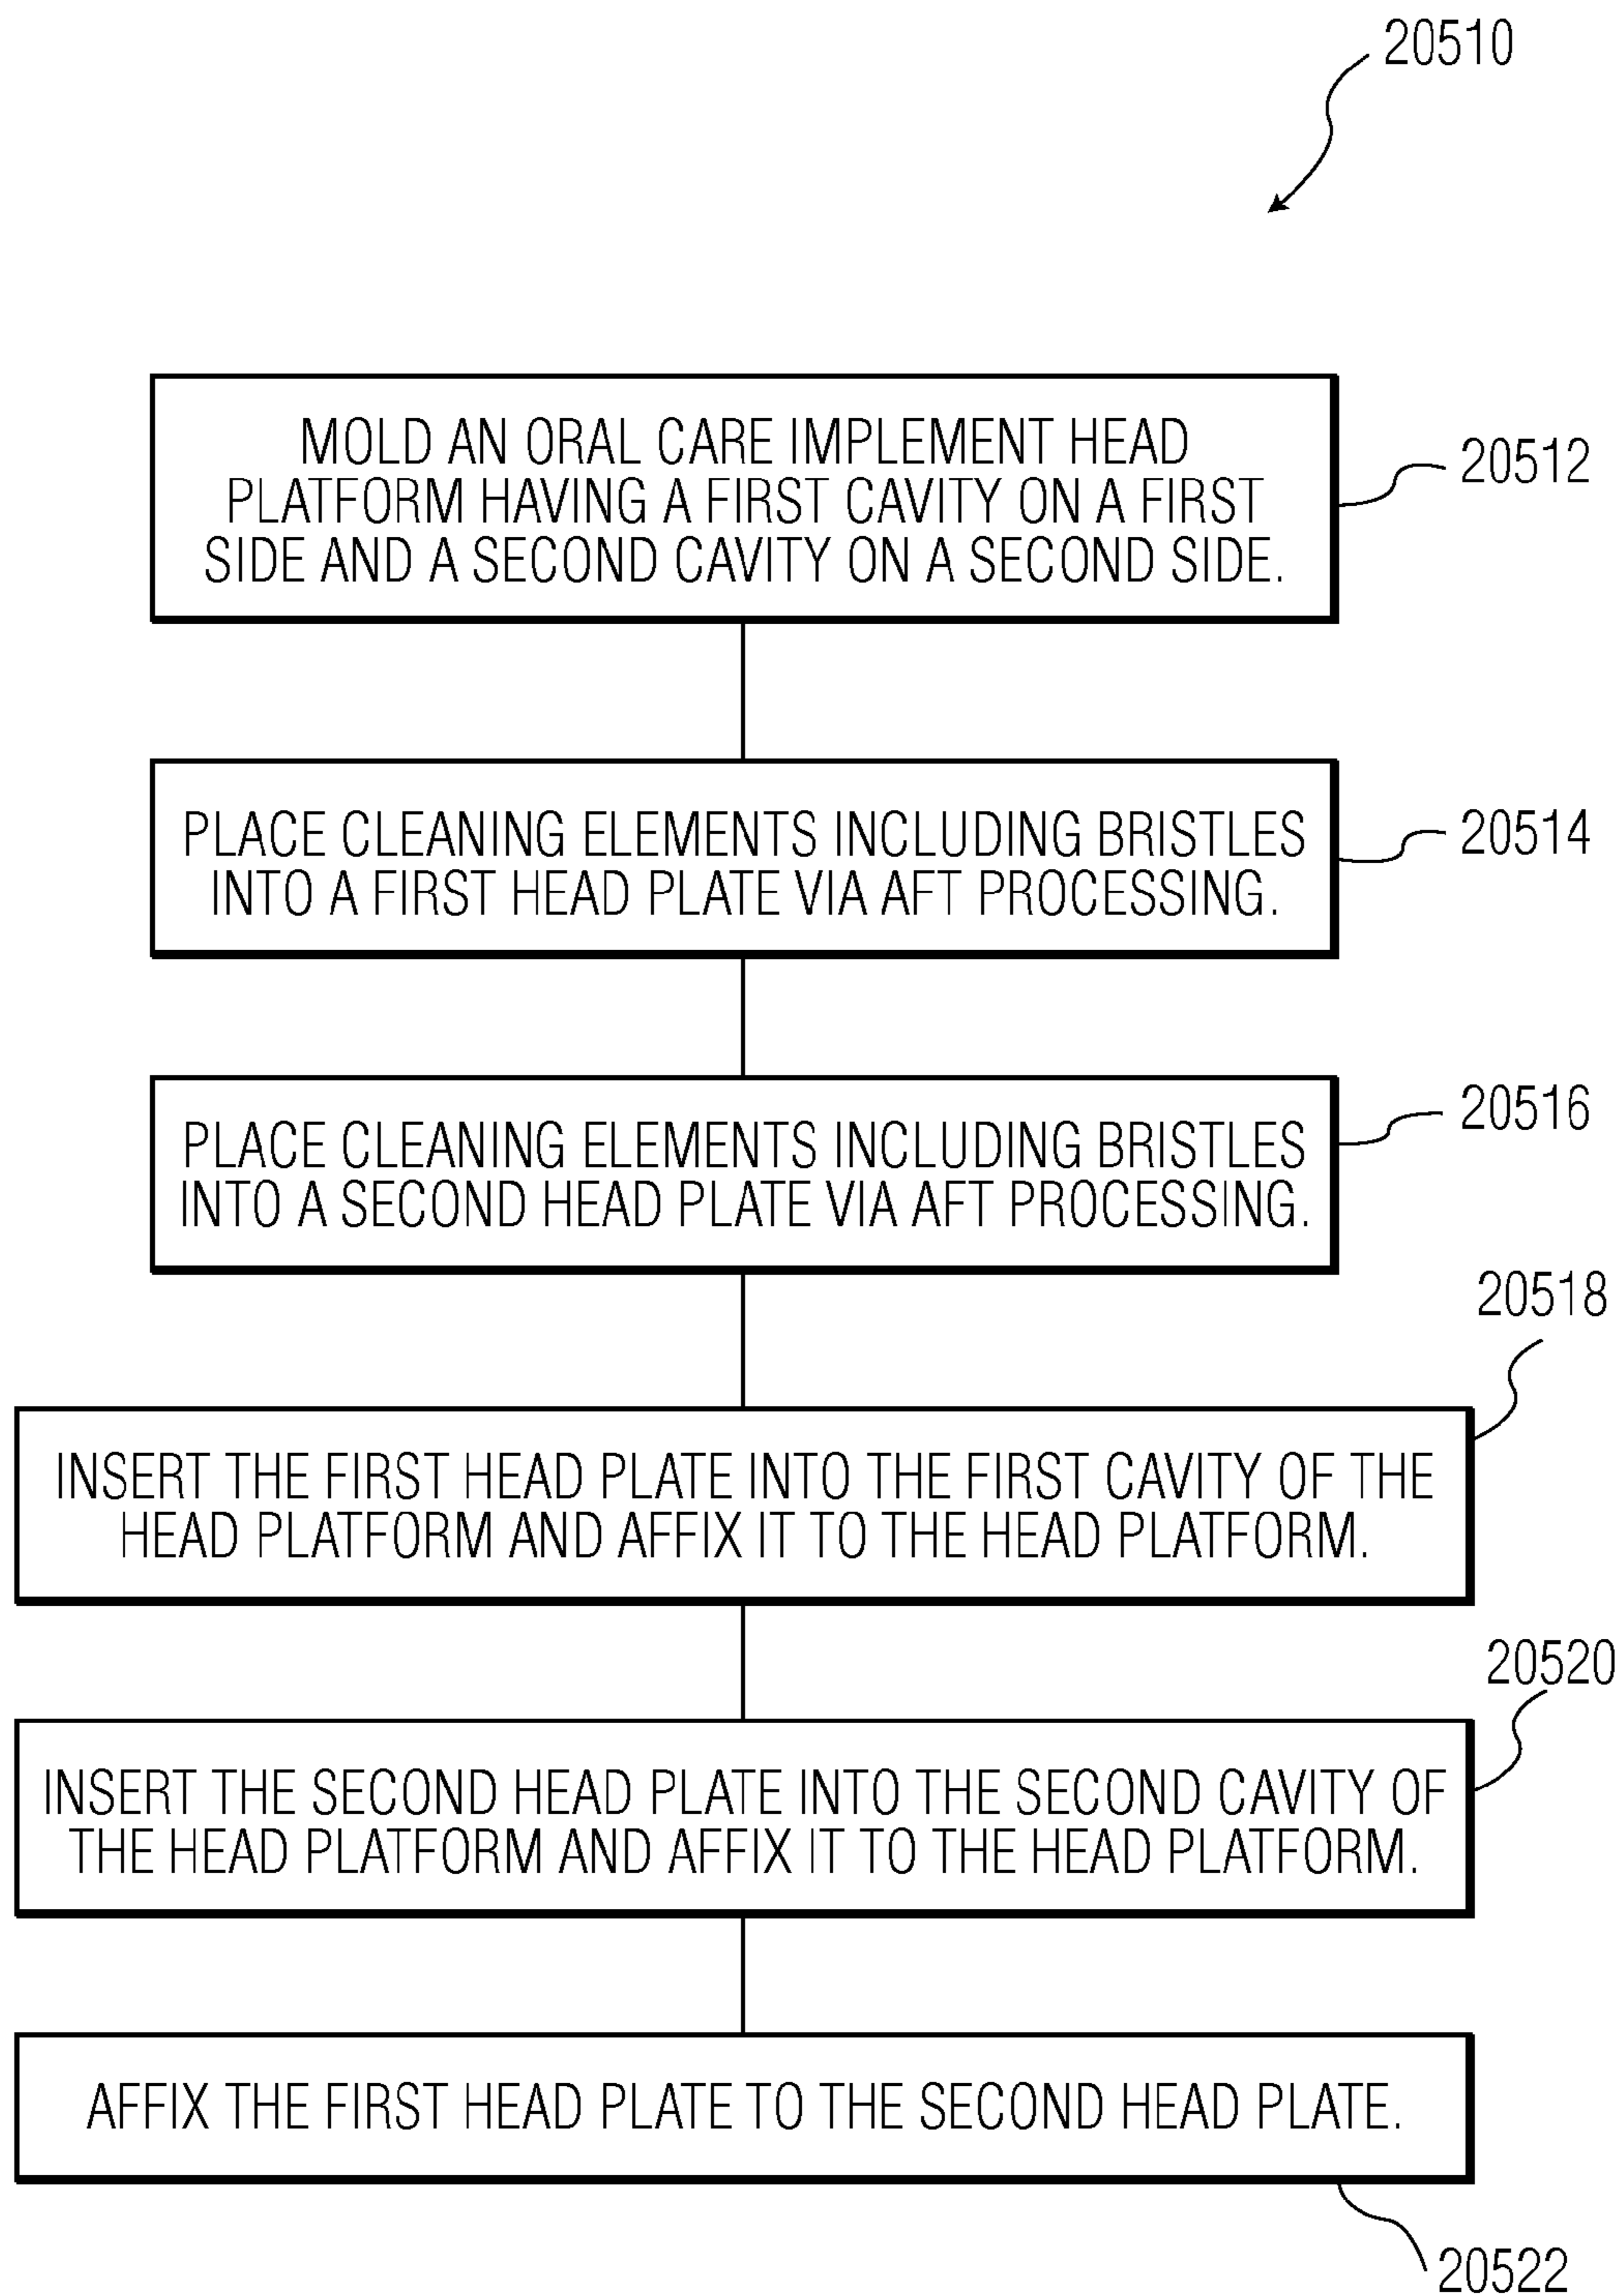 20510
MOLD AN ORAL CARE IMPLEMENT HEAD
PLATFORM HAVING A FIRST CAVITY ON A FIRST
SIDE AND A SECOND CAVITY ON A SECOND SIDE.
20512
PLACE CLEANING ELEMENTS INCLUDING BRISTLES
INTO A FIRST HEAD PLATE VIA AFT PROCESSING.
20514
PLACE CLEANING ELEMENTS INCLUDING BRISTLES
INTO A SECOND HEAD PLATE VIA AFT PROCESSING.
20516
20518
INSERT THE FIRST HEAD PLATE INTO THE FIRST CAVITY OF THE
HEAD PLATFORM AND AFFIX IT TO THE HEAD PLATFORM.
20520
INSERT THE SECOND HEAD PLATE INTO THE SECOND CAVITY OF
THE HEAD PLATFORM AND AFFIX IT TO THE HEAD PLATFORM.
AFFIX THE FIRST HEAD PLATE TO THE SECOND HEAD PLATE.
20522